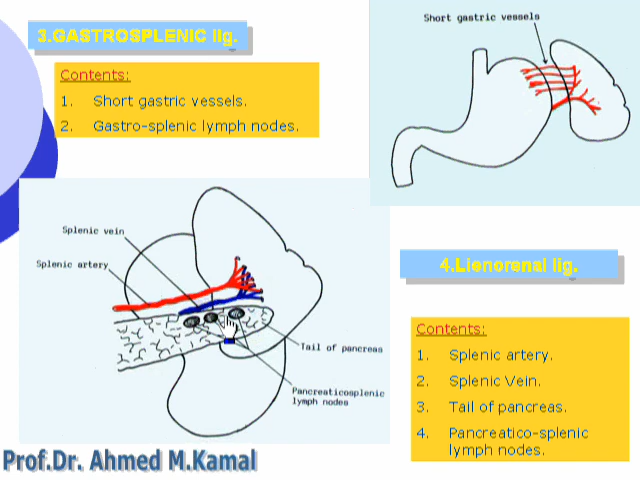 3.GASTROSPLENIC lig.
Contents:
1. Short gastric vessels.
2. Gastro-splenic lymph nodes.
Short gastric vessels
Splenic vein
Splenic artery
Tail of pancreas
Pancreaticosplenic
lymph nodes
4.Lienorenal lig.
Contents:
1. Splenic artery.
2. Splenic Vein.
3. Tail of pancreas.
4. Pancreatico-splenic
lymph nodes.
Prof.Dr. Ahmed M.Kamal